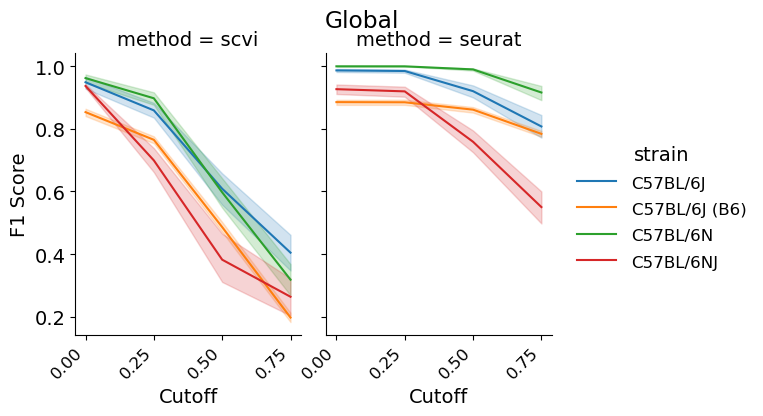 Global
method = scvi
method = seurat
F1 Score
1.0
0.8
0.6
0.4
0.2
0.00
0.25
0.50
0.75
Cutoff
0.00
0.25
0.50
0.75
Cutoff
strain
C57BL/6J
C57BL/6J (B6)
C57BL/6N
C57BL/6NJ